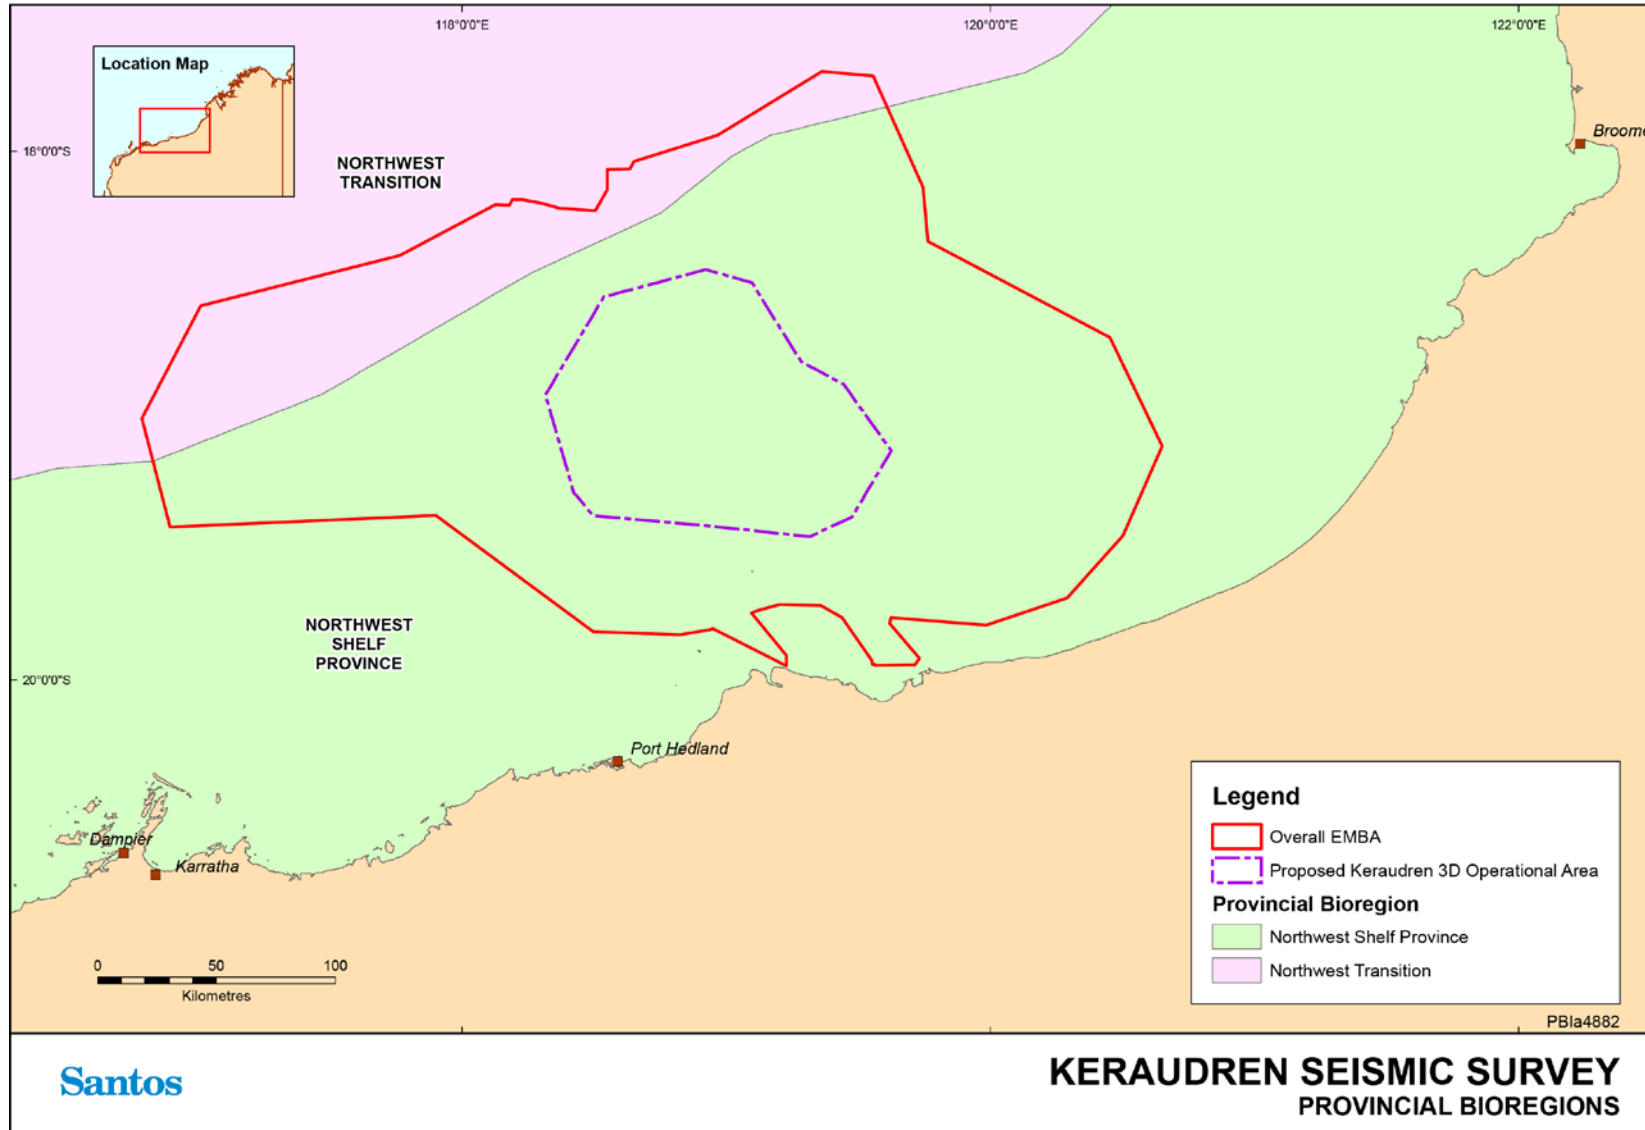 118°0'0"E
120°0'0"E
122°0'0"E
Location Map
Broome
18°0'0"S
NORTHWEST
TRANSITION
NORTHWEST
SHELF
PROVINCE
20°0'0"S
Port Hedland
Dampier
Karratha
Legend
Overall EMBA
Proposed Keraudren 3D Operational Area
Provincial Bioregion
Northwest Shelf Province
Northwest Transition
0 50 100
Kilometres
PBIa4882
Santos
KERAUDREN SEISMIC SURVEY
PROVINCIAL BIOREGIONS